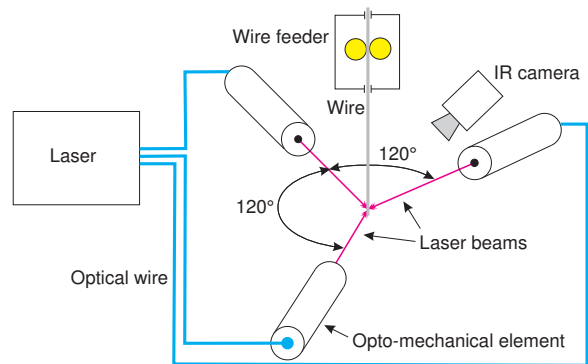 Wire feeder
IR camera
Wire
Laser
120°
120°
Laser beams
Optical wire
Opto-mechanical element